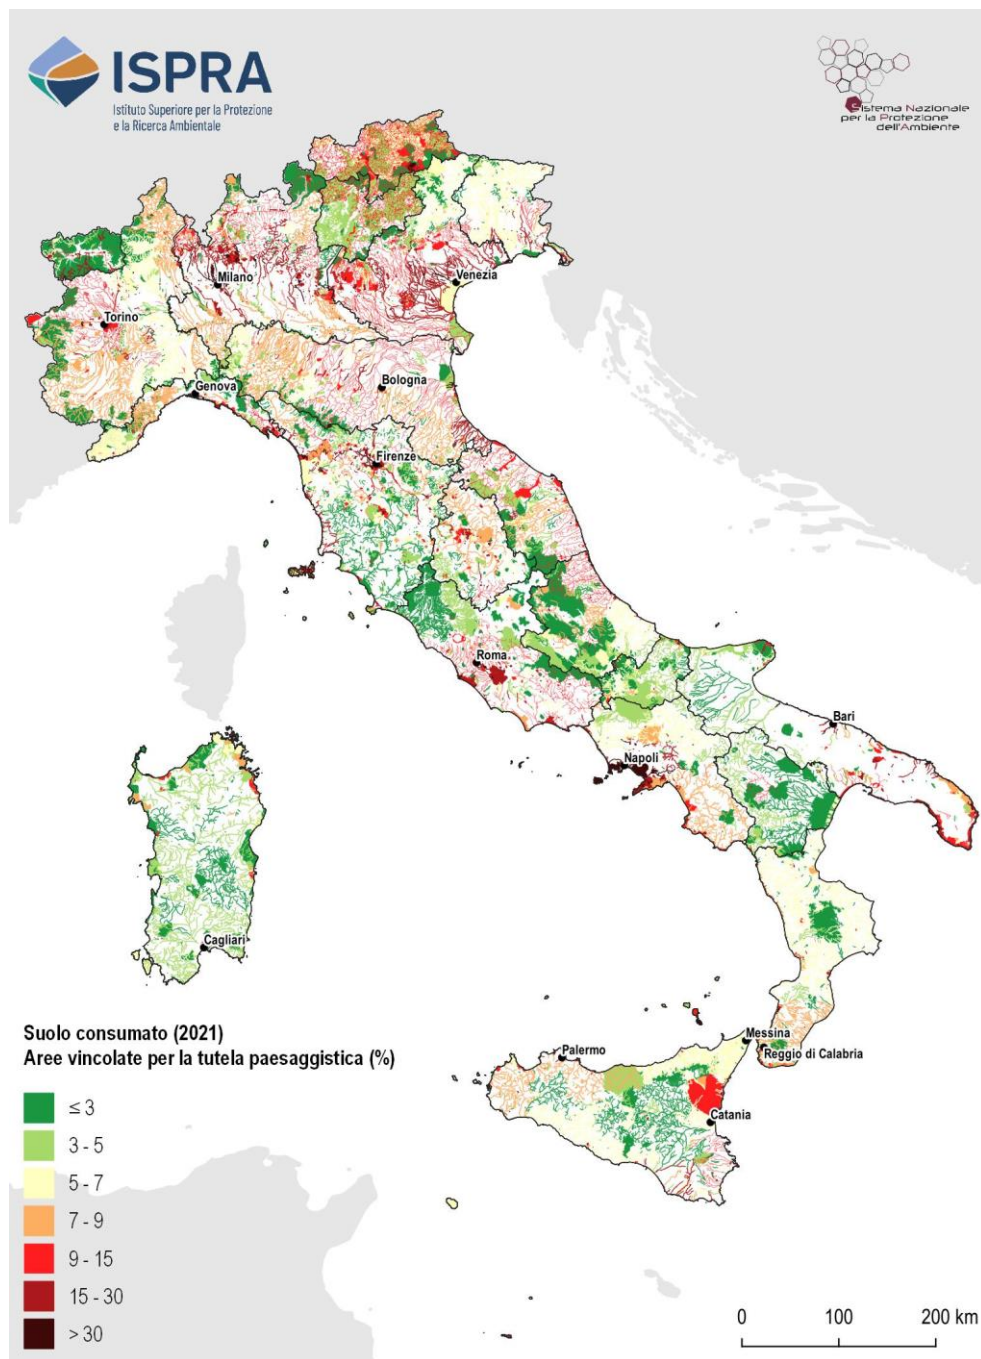 ISPRA
Istituto Superiore per la Protezione
e la Ricerca Ambientale
Sistema Nazionale
per la Protezione
dell'Ambiente
Milano
Venezia
Torino
Genova
Bologna
Firenze
Roma
Bari
Napoli
Cagliari
Messina
Palermo
Reggio di Calabria
Catania
Suolo consumato (2021)
Aree vincolate per la tutela paesaggistica (%)
≤ 3
3 - 5
5 - 7
7 - 9
9 - 15
15 - 30
> 30
0 100 200 km